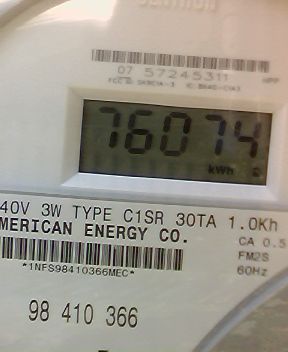 07 57245311
76074
kWh
40V 3W TYPE C1SR 30TA 1.0Kh
MERICAN ENERGY CO.
CA 0.5
FM2S
60Hz
*1NFS98410366MEC*
98 410 366